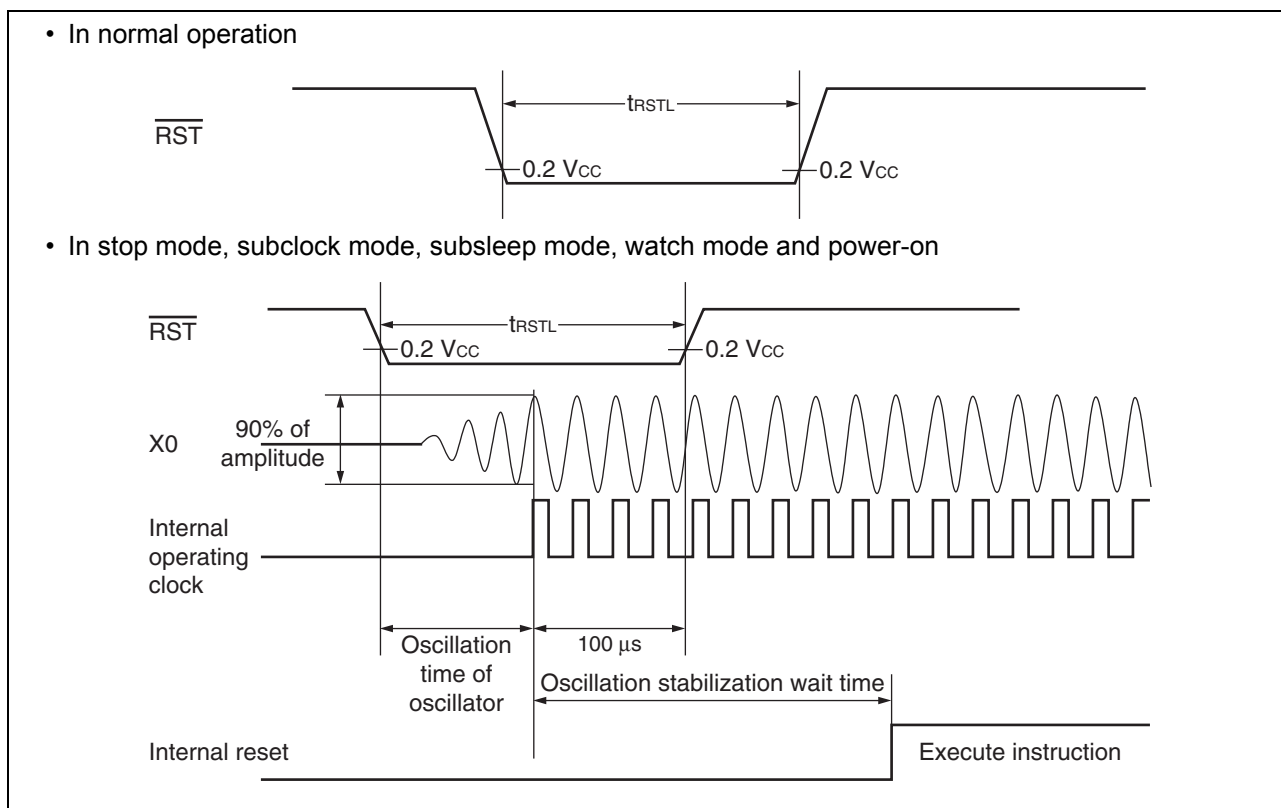 • In normal operation
tRSTL
RST
0.2 VCC
0.2 VCC
• In stop mode, subclock mode, subsleep mode, watch mode and power-on
RST
tRSTL
0.2 VCC
0.2 VCC
X0
90% of
amplitude
Internal
operating
clock
Oscillation
time of
oscillator
100 μs
Oscillation stabilization wait time
Internal reset
Execute instruction